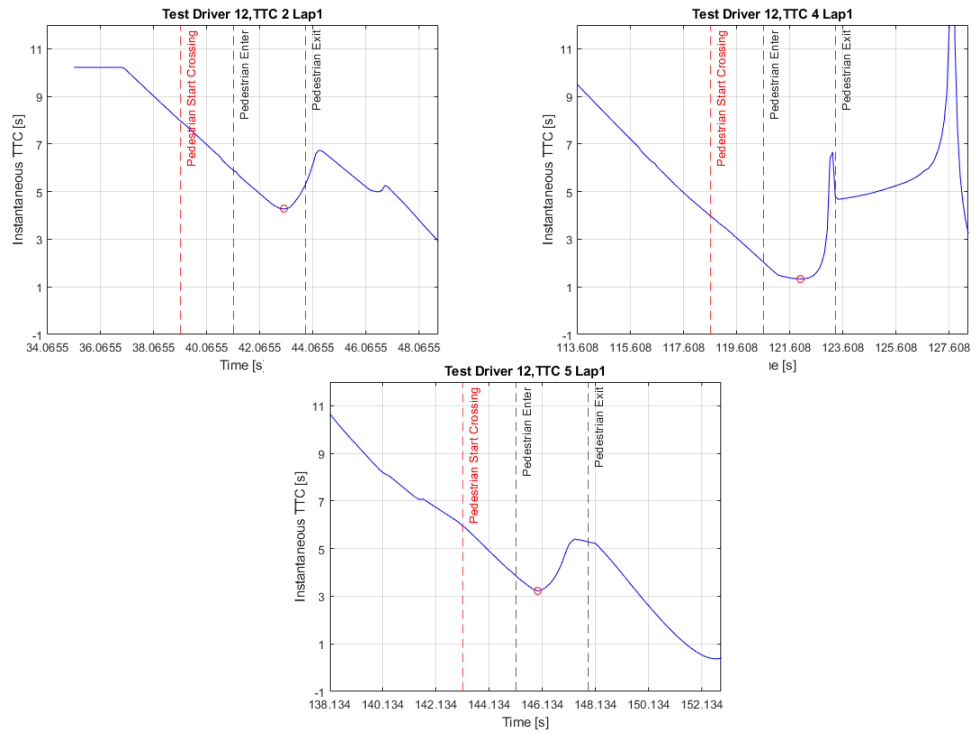 Test Driver 12,TTC 2 Lap1
Instantaneous TTC [s]
11
9
7
5
3
1
-1
Pedestrian Start Crossing
Pedestrian Enter
Pedestrian Exit
34.0655 36.0655 38.0655 40.0655 42.0655 44.0655 46.0655 48.0655
Time [s]
Test Driver 12,TTC 4 Lap1
Instantaneous TTC [s]
11
9
7
5
3
1
-1
Pedestrian Start Crossing
Pedestrian Enter
Pedestrian Exit
113.608 115.608 117.608 119.608 121.608 123.608 125.608 127.608
ne [s]
Test Driver 12,TTC 5 Lap1
Instantaneous TTC [s]
11
9
7
5
3
1
-1
Pedestrian Start Crossing
Pedestrian Enter
Pedestrian Exit
138.134 140.134 142.134 144.134 146.134 148.134 150.134 152.134
Time [s]